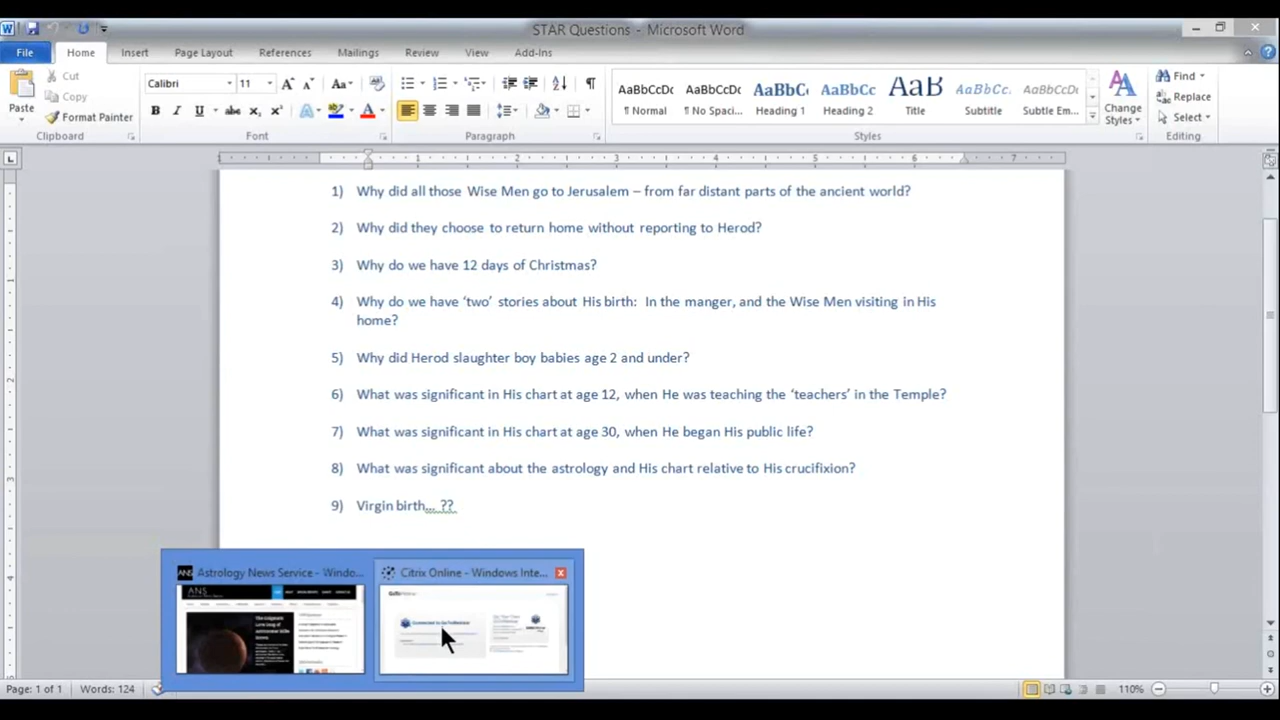 STAR Questions - Microsoft Word
File Home Insert Page Layout References Mailings Review View Add-Ins
Paste
Cut
Copy
Format Painter
Clipboard
Calibri 11
Font
Paragraph
AaBbCcDc AaBbCcDc AaBbC AaBbCc AaB AaBbCc. AaBbCcDc
¶ Normal ¶ No Spaci... Heading 1 Heading 2 Title Subtitle Subtle Em...
Change Styles
Styles
Find
Replace
Select
Editing
1) Why did all those Wise Men go to Jerusalem – from far distant parts of the ancient world?
2) Why did they choose to return home without reporting to Herod?
3) Why do we have 12 days of Christmas?
4) Why do we have ‘two’ stories about His birth: In the manger, and the Wise Men visiting in His
home?
5) Why did Herod slaughter boy babies age 2 and under?
6) What was significant in His chart at age 12, when He was teaching the ‘teachers’ in the Temple?
7) What was significant in His chart at age 30, when He began His public life?
8) What was significant about the astrology and His chart relative to His crucifixion?
9) Virgin birth... ??
Astrology News Service - Windo... Citrix Online - Windows Inte...
ANS
Page: 1 of 1 Words: 124 110%